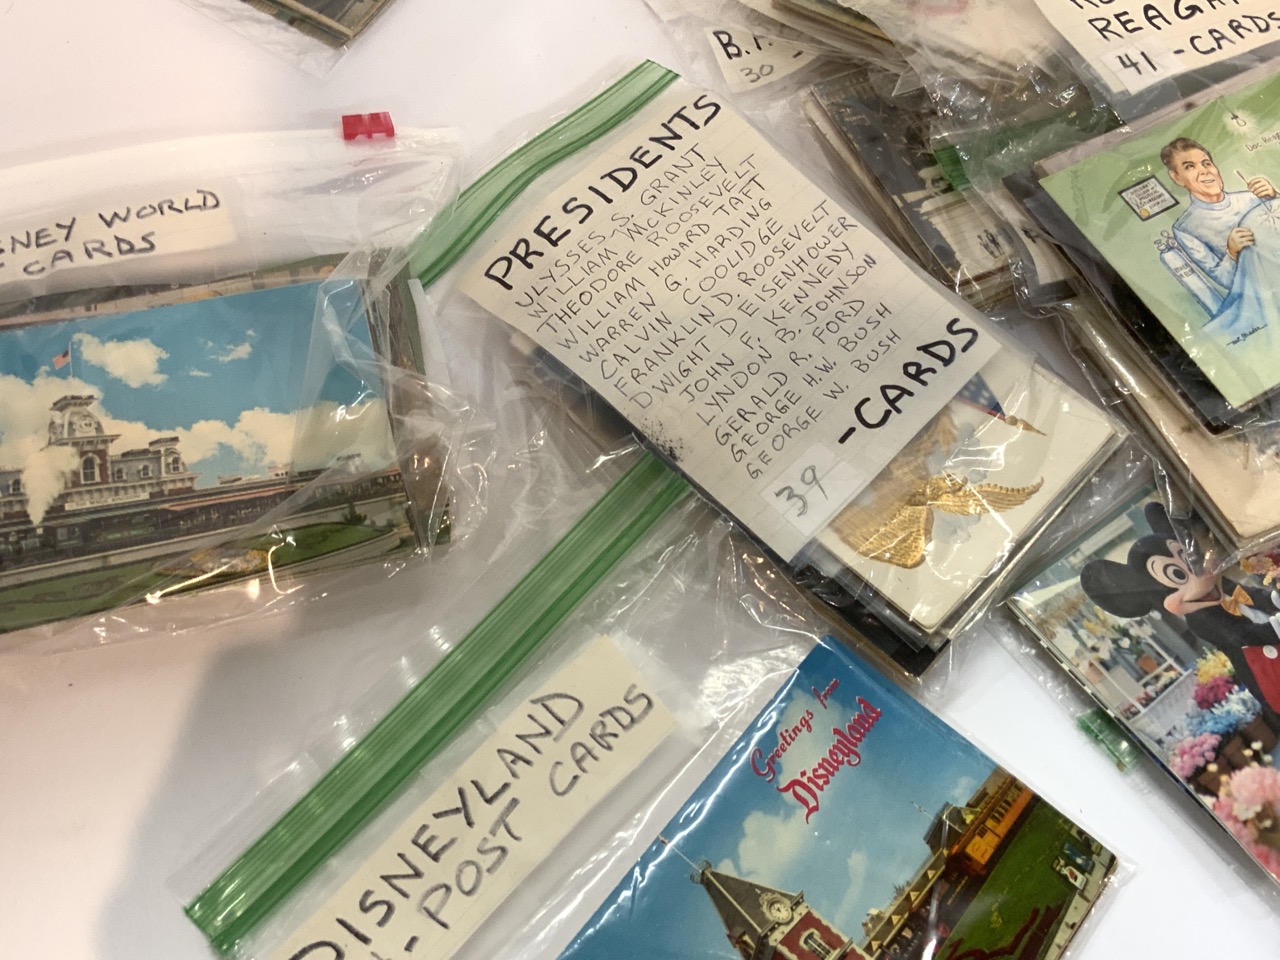 REAGAN
41 -CARDS
30
PRESIDENTS
ULYSSES S. GRANT
WILLIAM MCKINLEY
THEODORE ROOSEVELT
WILLIAM HOWARD TAFT
WARREN G. HARDING
CALVIN COOLIDGE
FRANKLIN D. ROOSEVELT
DWIGHT D EISENHOWER
JOHN F. KENNEDY
LYNDON B. JOHNSON
GERALD R. FORD
GEORGE H.W. BUSH
GEORGE W. BUSH
-CARDS
39
WORLD
CARDS
DISNEYLAND
-POST CARDS
Greetings from
Disneyland